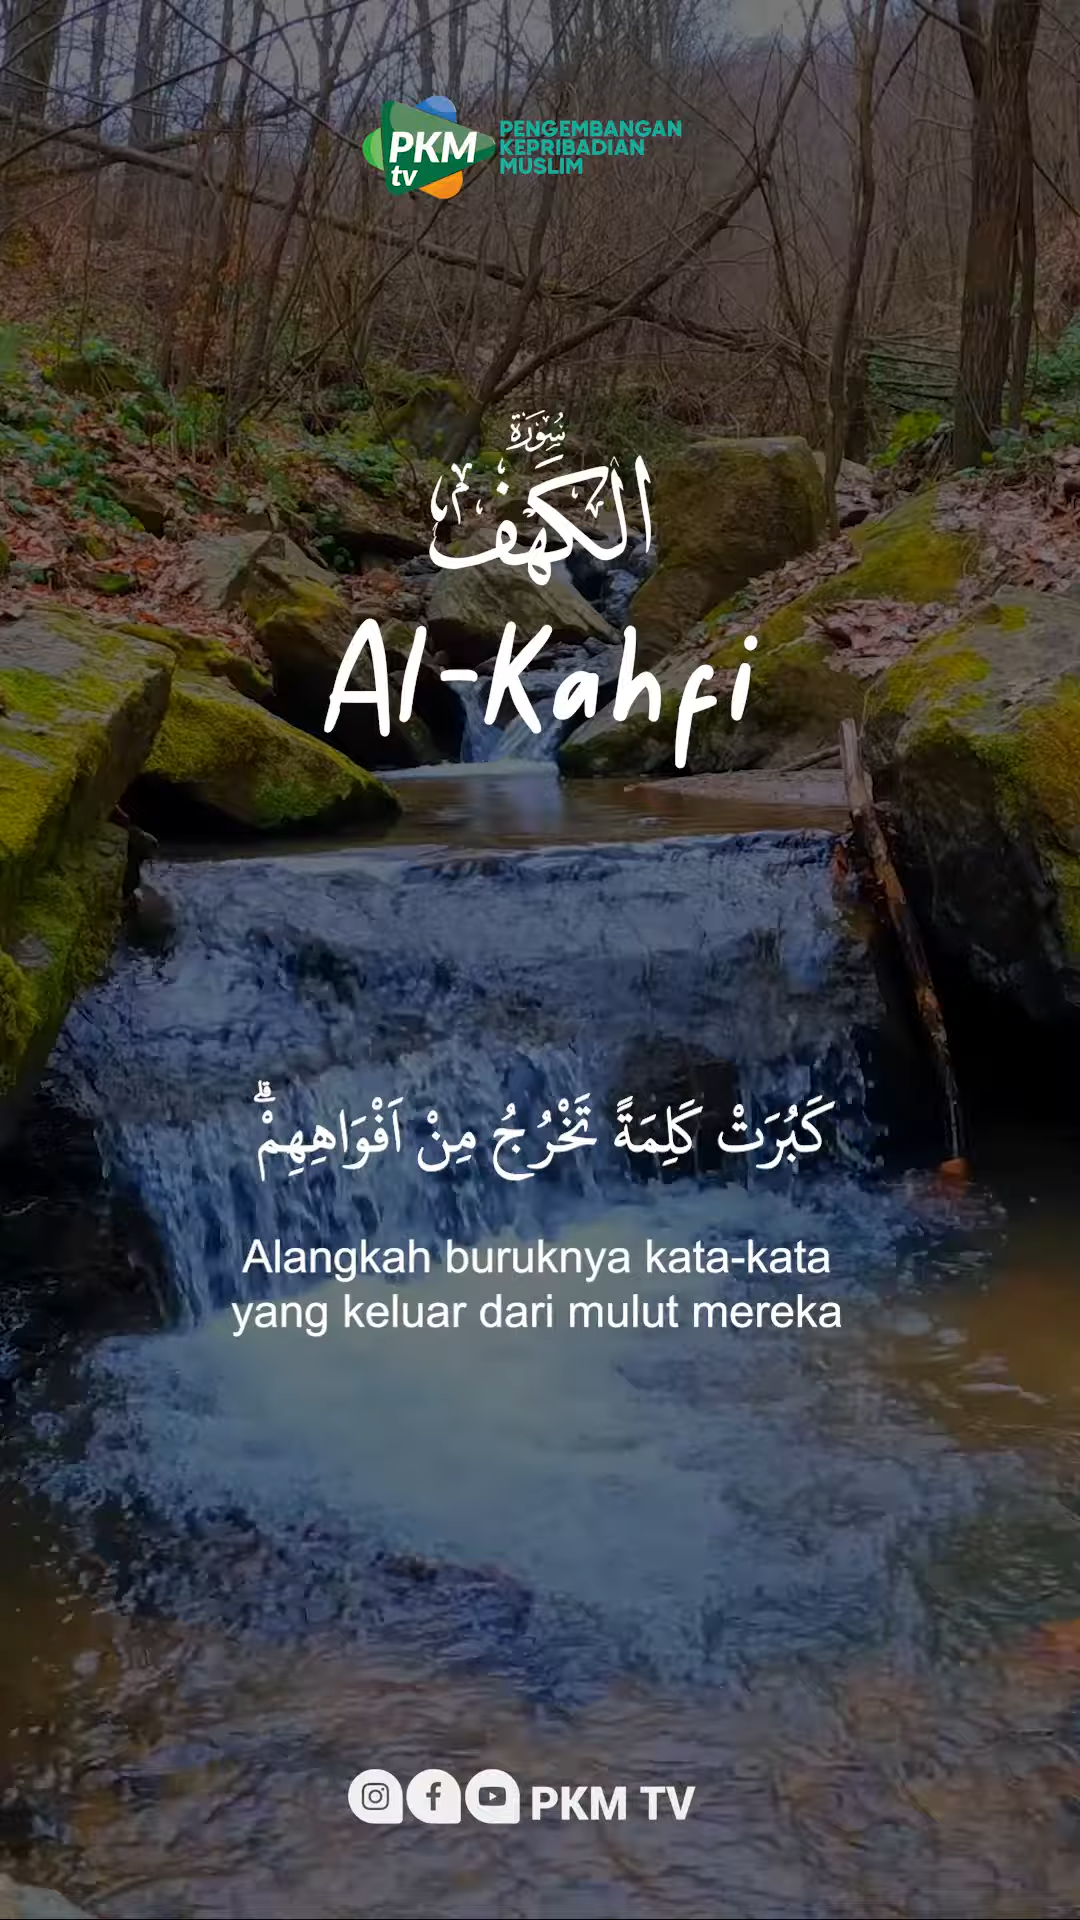 PKM
tv
PENGEMBANGAN
KEPRIBADIAN
MUSLIM
سُورَة
الكهف
Al-Kahfi
كَبُرَتْ كَلِمَةً تَخْرُجُ مِنْ اَفْوَاهِهِمْۗ
Alangkah buruknya kata-kata
yang keluar dari mulut mereka
PKM TV